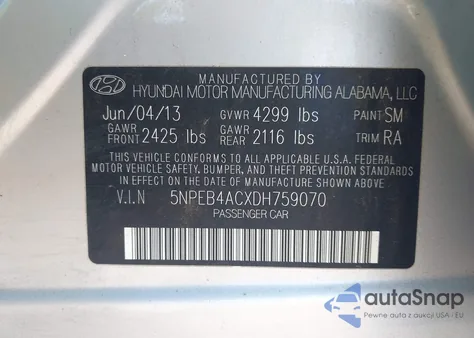 MANUFACTURED BY
HYUNDAI MOTOR MANUFACTURING ALABAMA, LLC
Jun/04/13 GVWR 4299 lbs PAINT SM
GAWR FRONT 2425 lbs GAWR REAR 2116 lbs TRIM RA
THIS VEHICLE CONFORMS TO ALL APPLICABLE U.S.A. FEDERAL
MOTOR VEHICLE SAFETY, BUMPER, AND THEFT PREVENTION STANDARDS
IN EFFECT ON THE DATE OF MANUFACTURE SHOWN ABOVE
V.I.N 5NPEB4ACXDH759070
PASSENGER CAR
autoSnap
Pewne auta z aukcji USA i EU